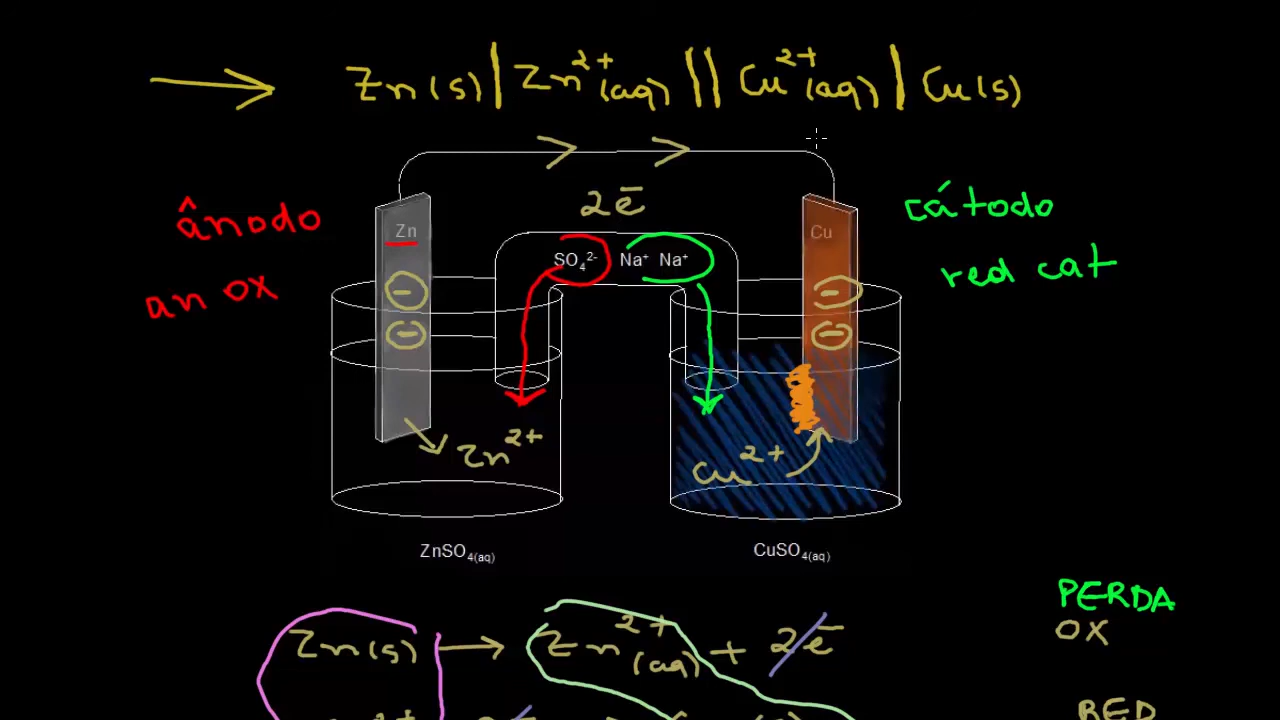 Zn(s) | Zn²⁺(aq) || Cu²⁺(aq) | Cu(s)
2e⁻
ânodo
cátodo
Zn
Cu
SO₄²⁻ Na⁺ Na⁺
an ox
red cat
−
−
−
−
Zn²⁺
Cu²⁺
ZnSO₄(aq)
CuSO₄(aq)
PERDA
OX
Zn(s) → Zn²⁺(aq) + 2e⁻
RED